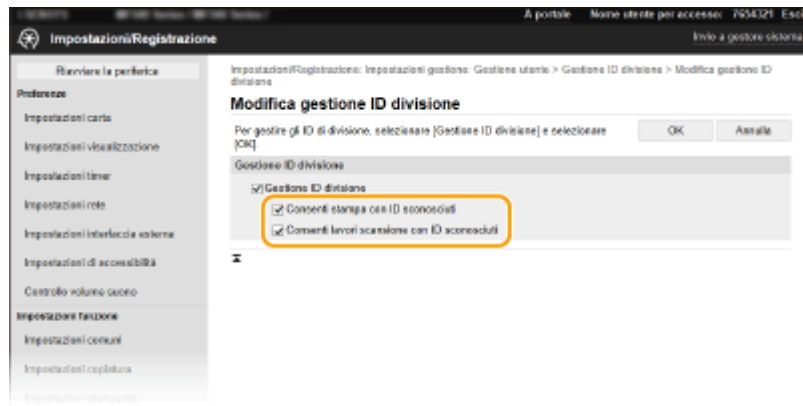 A portale Nome utente per accesso: 7654321 Esci
Impostazioni/Registrazione
Invio a gestore sistema
Riavviare la periferica
Preferenze
Impostazioni carta
Impostazioni visualizzazione
Impostazioni timer
Impostazioni rete
Impostazioni interfaccia esterna
Impostazioni di accessibilità
Controllo volume suono
Impostazioni funzione
Impostazioni comuni
Impostazioni copiatura
Impostazioni stampante
Impostazioni/Registrazione: Impostazioni gestione: Gestione utente > Gestione ID divisione > Modifica gestione ID
divisione
Modifica gestione ID divisione
Per gestire gli ID di divisione, selezionare [Gestione ID divisione] e selezionare
[OK]
OK Annulla
Gestione ID divisione
Gestione ID divisione
Consenti stampa con ID sconosciuti
Consenti lavori scansione con ID sconosciuti